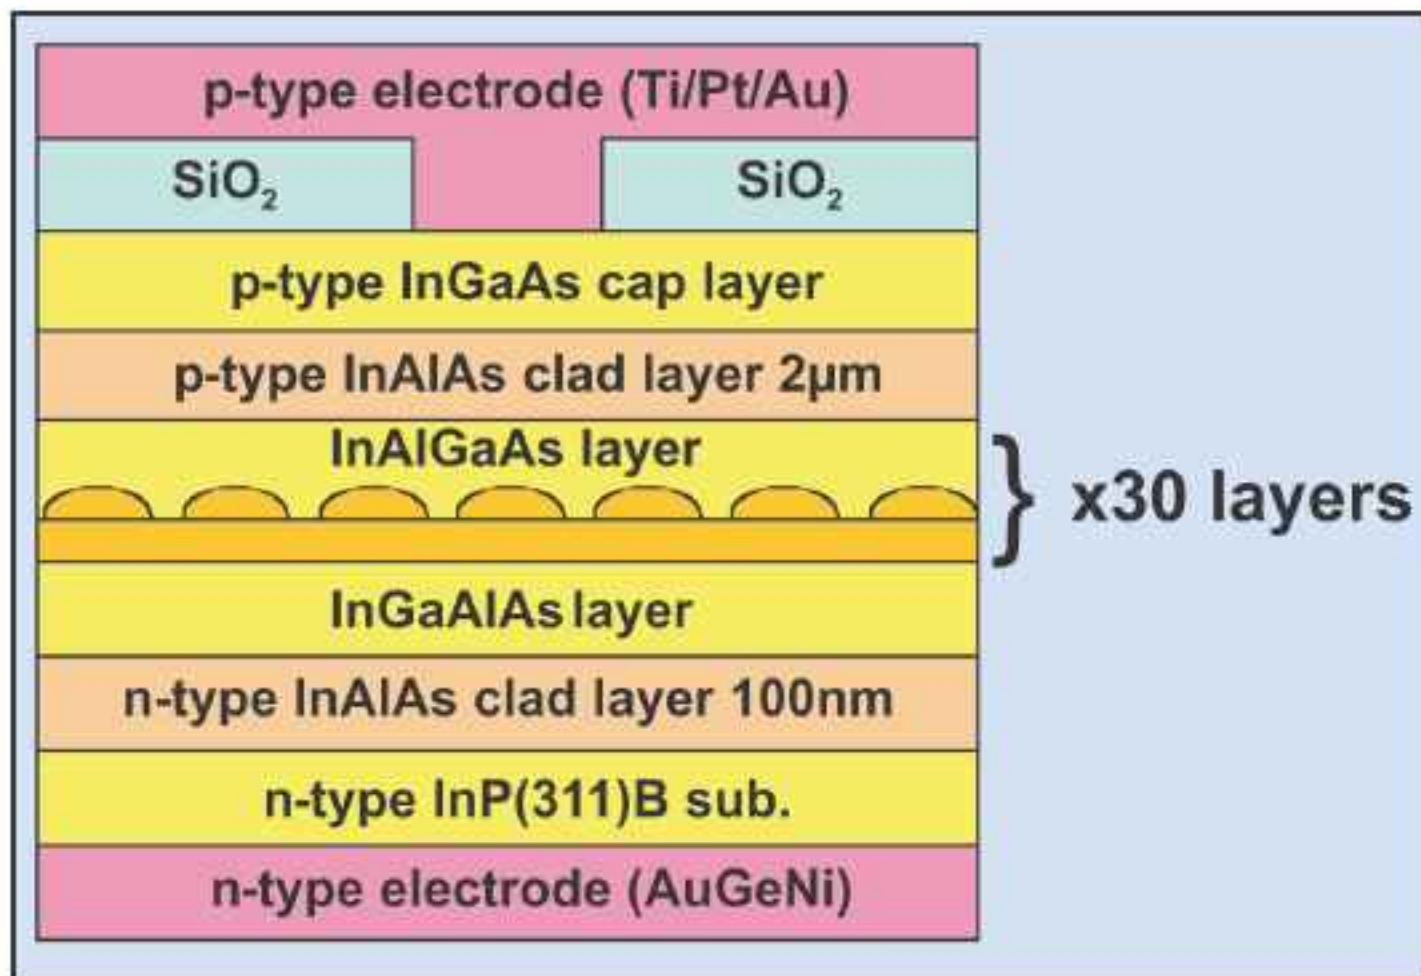 p-type electrode (Ti/Pt/Au)
SiO₂ SiO₂
p-type InGaAs cap layer
p-type InAlAs clad layer 2µm
InAlGaAs layer
} x30 layers
InGaAlAs layer
n-type InAlAs clad layer 100nm
n-type InP(311)B sub.
n-type electrode (AuGeNi)